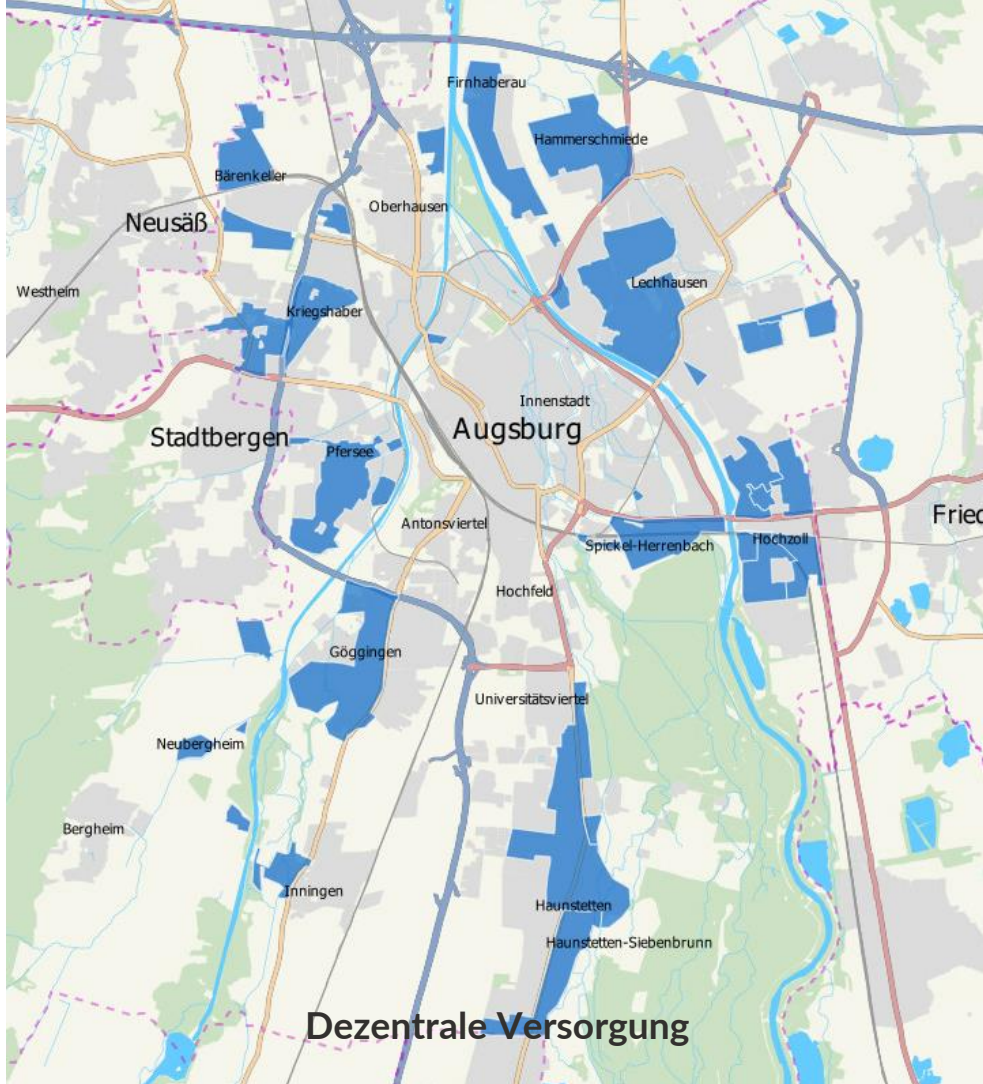 Firnhaberau
Hammerschmiede
Bärenkeller
Oberhausen
Neusäß
Westheim
Lechhausen
Kriegshaber
Innenstadt
Augsburg
Stadtbergen
Pfersee
Fried
Antonsviertel
Spickel-Herrenbach
Hochzoll
Hochfeld
Göggingen
Universitätsviertel
Neubergheim
Bergheim
Inningen
Haunstetten
Haunstetten-Siebenbrunn
Dezentrale Versorgung